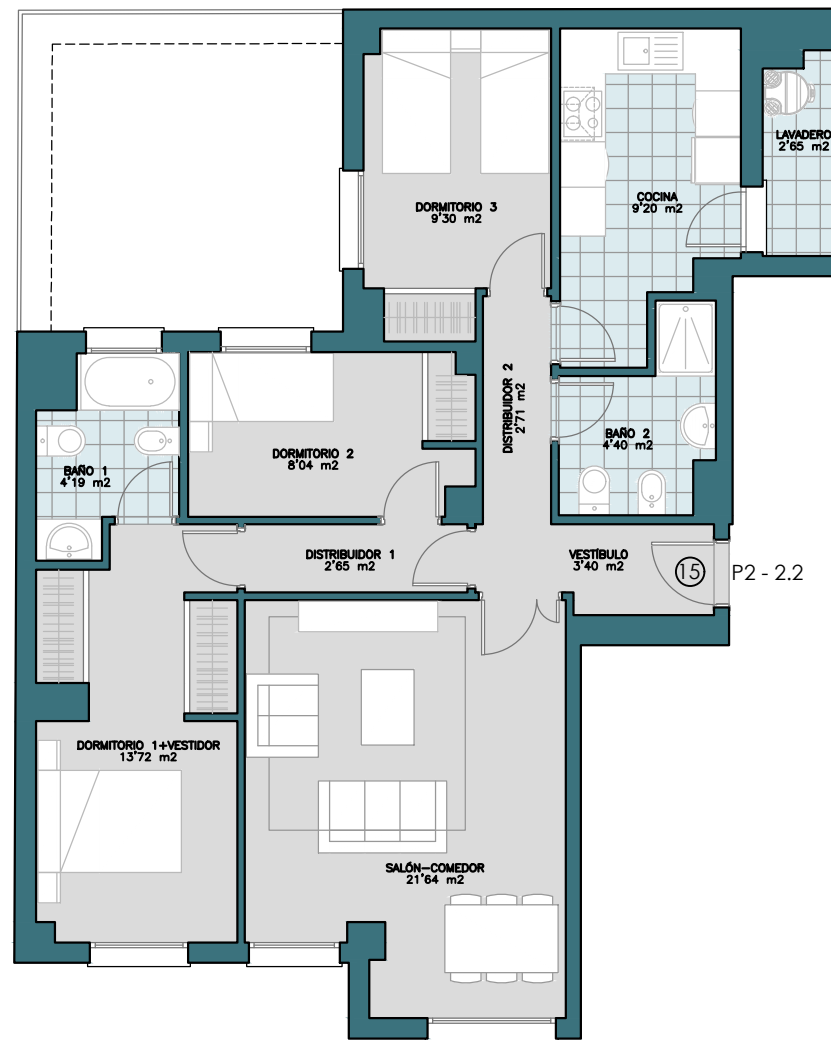 LAVADERO
2'65 m2
DORMITORIO 3
9'30 m2
COCINA
9'20 m2
DISTRIBUIDOR 2
2'71 m2
BAÑO 2
4'40 m2
DORMITORIO 2
8'04 m2
BAÑO 1
4'19 m2
DISTRIBUIDOR 1
2'65 m2
VESTÍBULO
3'40 m2
15 P2 - 2.2
DORMITORIO 1+VESTIDOR
13'72 m2
SALÓN-COMEDOR
21'64 m2